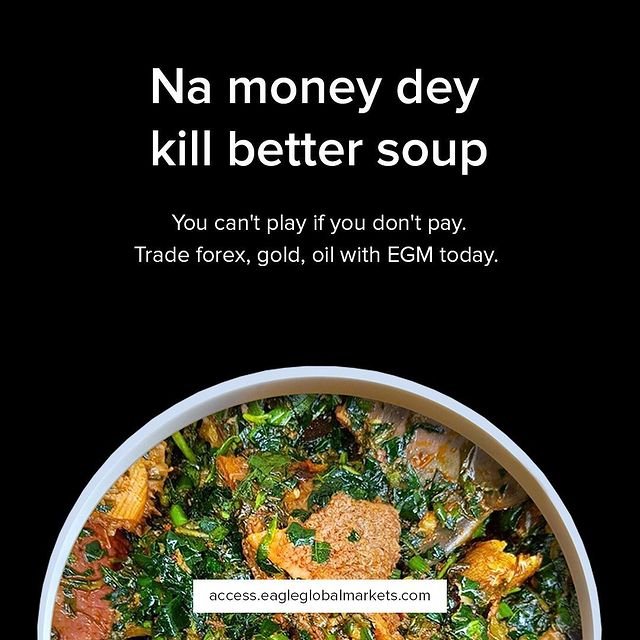 Na money dey
kill better soup
You can't play if you don't pay.
Trade forex, gold, oil with EGM today.
access.eagleglobalmarkets.com